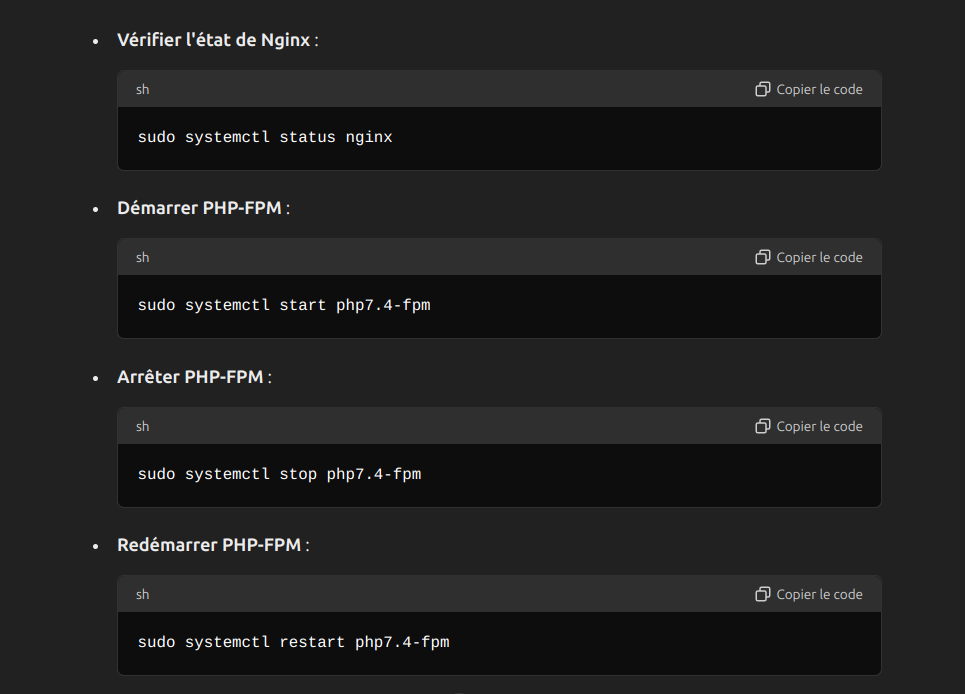 Vérifier l'état de Nginx :
sh Copier le code
sudo systemctl status nginx
Démarrer PHP-FPM :
sh Copier le code
sudo systemctl start php7.4-fpm
Arrêter PHP-FPM :
sh Copier le code
sudo systemctl stop php7.4-fpm
Redémarrer PHP-FPM :
sh Copier le code
sudo systemctl restart php7.4-fpm